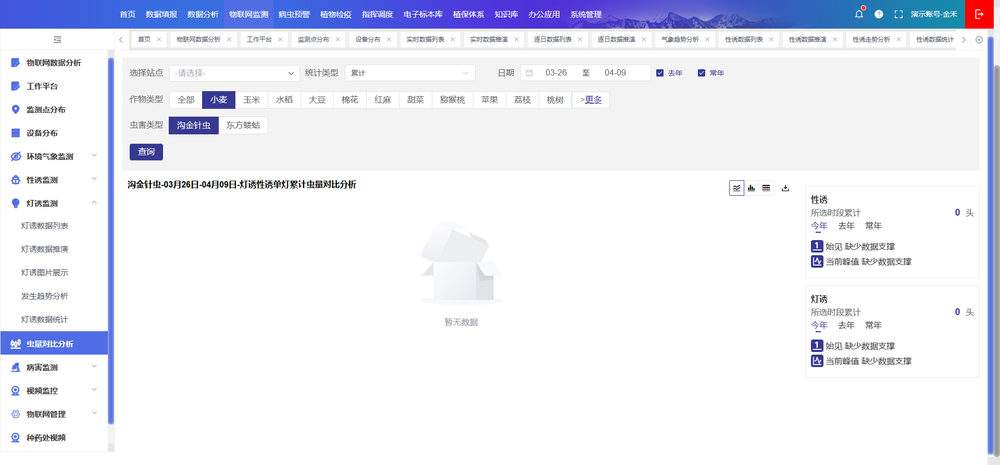 首页 数据填报 数据分析 物联网监测 病虫预警 植物检疫 指挥调度 电子标本库 植保体系 知识库 办公应用 系统管理 演示账号-金禾
首页 物联网数据分析 工作平台 监测点分布 设备分布 实时数据列表 实时数据推演 逐日数据列表 逐日数据推演 气象趋势分析 性诱数据列表 性诱数据推演 性诱走势分析 性诱数据统计
物联网数据分析
工作平台
监测点分布
设备分布
环境气象监测
性诱监测
灯诱监测
灯诱数据列表
灯诱数据推演
灯诱图片展示
发生趋势分析
灯诱数据统计
虫量对比分析
病害监测
视频监控
物联网管理
种药处视频
选择站点 -请选择- 统计类型 累计 日期 03-26 至 04-09 去年 常年
作物类型 全部 小麦 玉米 水稻 大豆 棉花 红麻 甜菜 猕猴桃 苹果 荔枝 桃树 >更多
虫害类型 沟金针虫 东方蝼蛄
查询
沟金针虫-03月26日-04月09日-灯诱性诱单灯累计虫量对比分析
暂无数据
性诱
所选时段累计 0 头
今年 去年 常年
1 始见 缺少数据支撑
当前峰值 缺少数据支撑
灯诱
所选时段累计 0 头
今年 去年 常年
1 始见 缺少数据支撑
当前峰值 缺少数据支撑